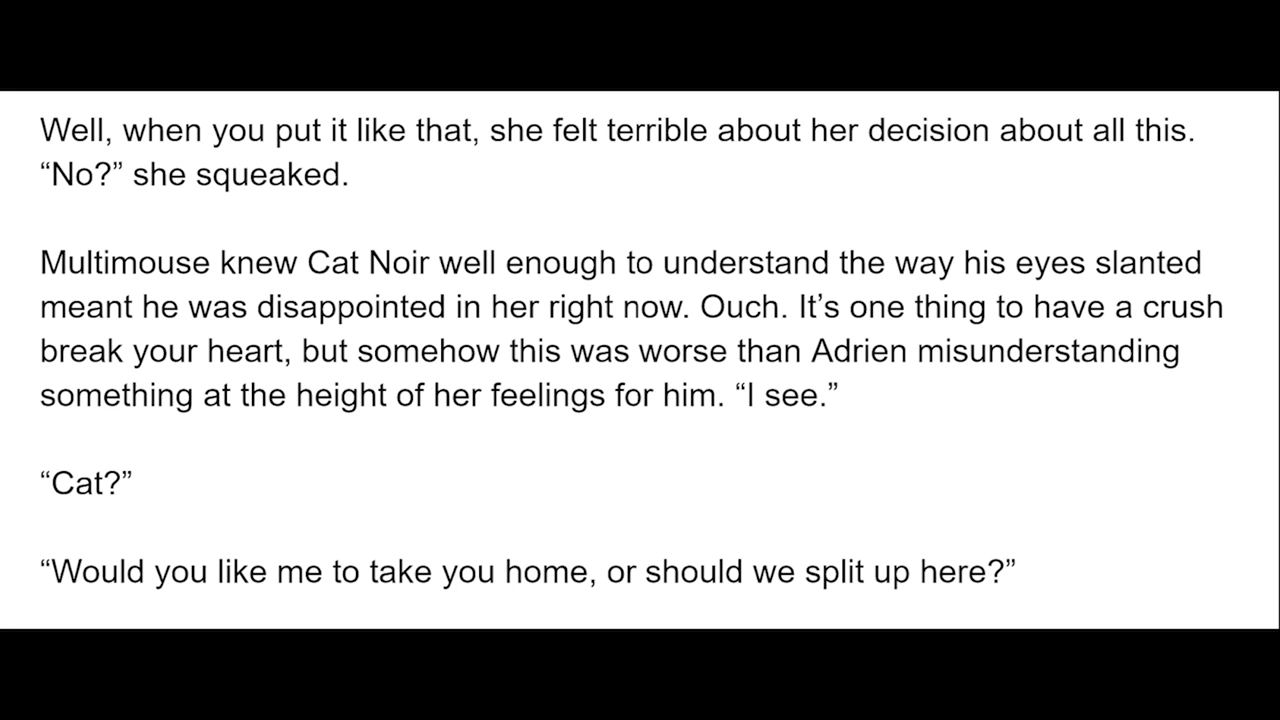 Well, when you put it like that, she felt terrible about her decision about all this.
“No?” she squeaked.
Multimouse knew Cat Noir well enough to understand the way his eyes slanted
meant he was disappointed in her right now. Ouch. It’s one thing to have a crush
break your heart, but somehow this was worse than Adrien misunderstanding
something at the height of her feelings for him. “I see.”
“Cat?”
“Would you like me to take you home, or should we split up here?”